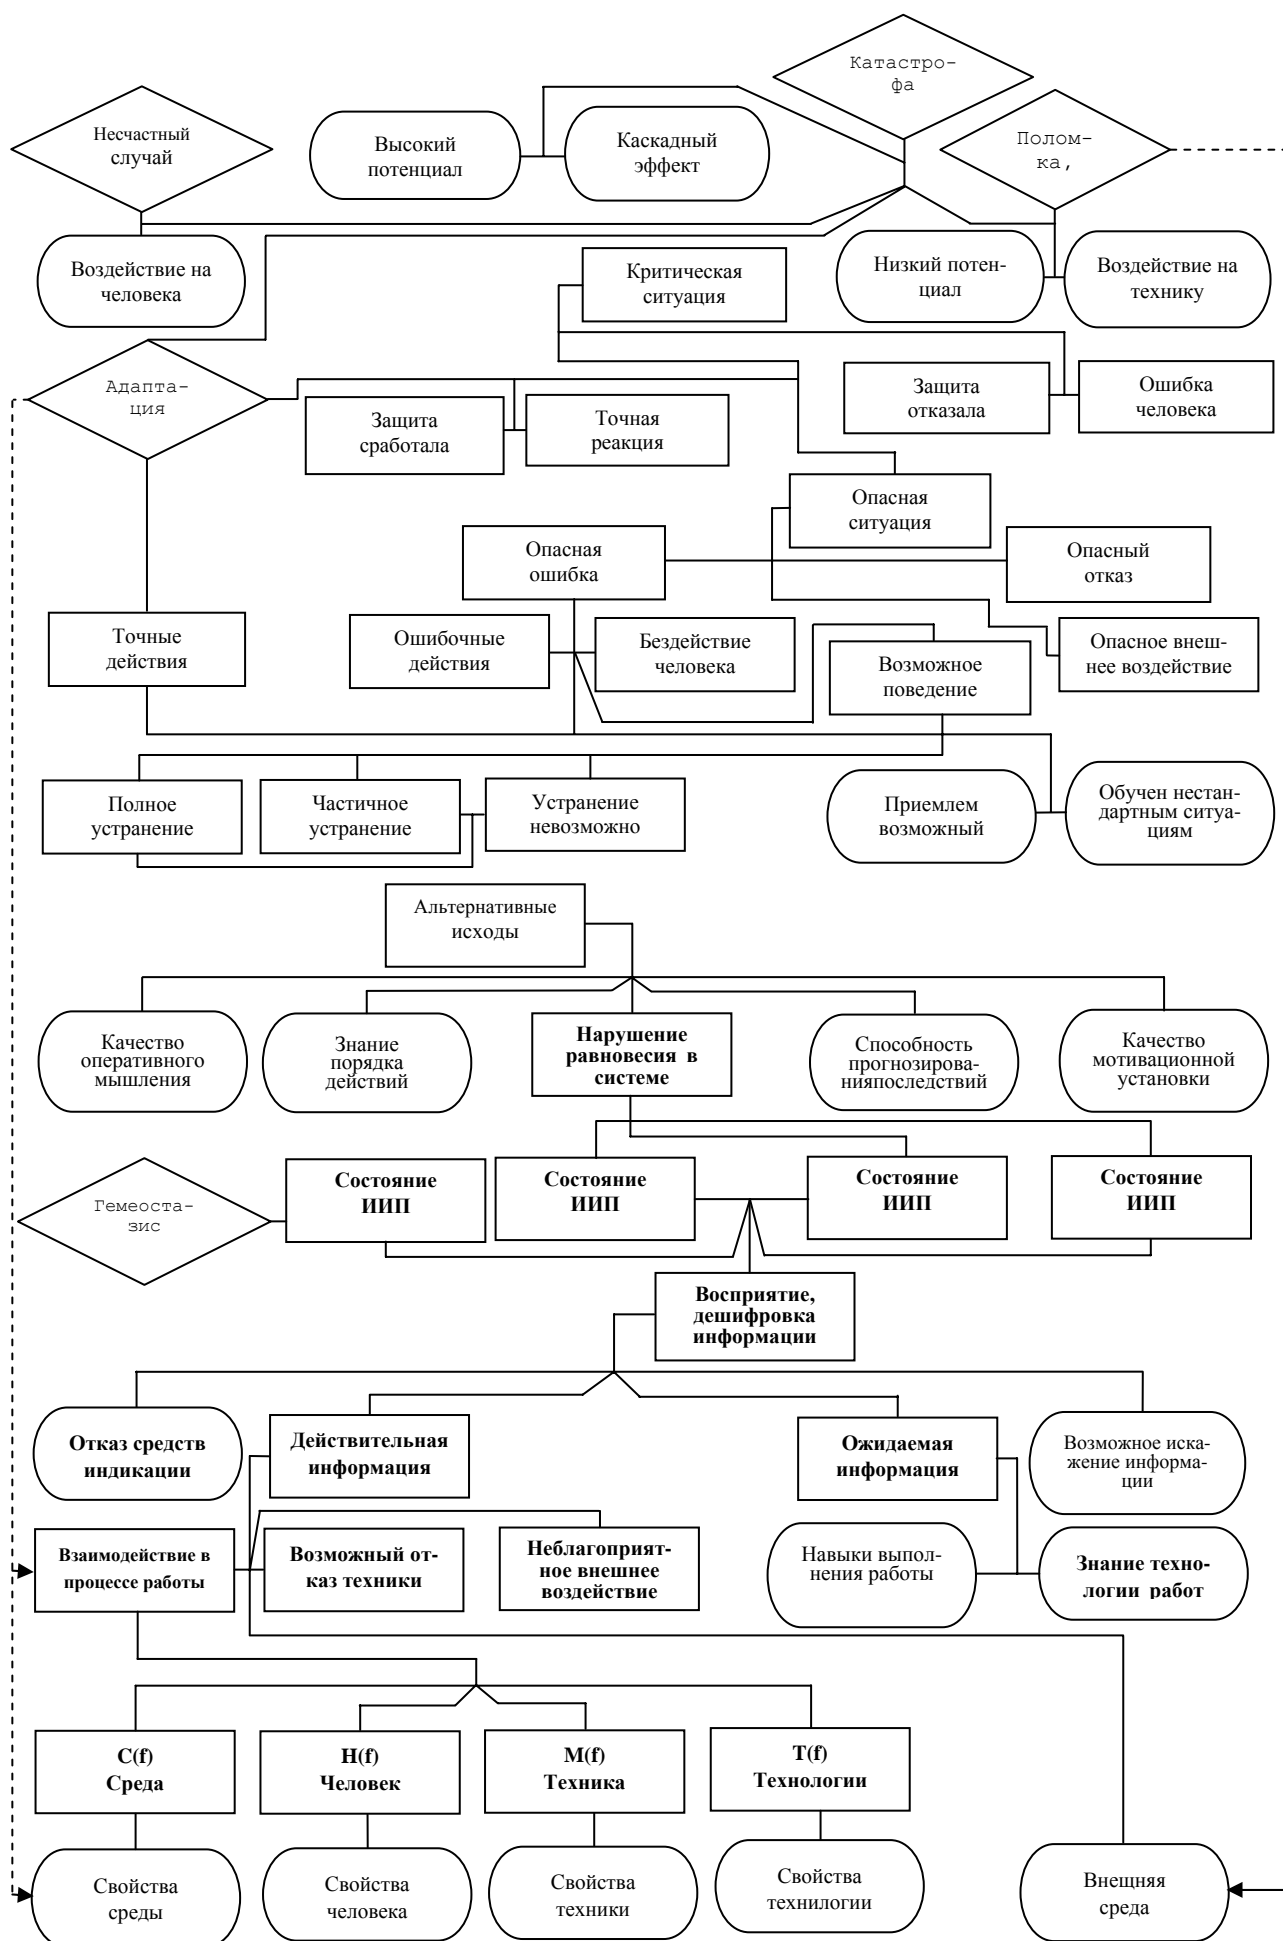 Катастро-
фа
Несчастный
случай
Высокий
потенциал
Каскадный
эффект
Полом-
ка,
Воздействие на
человека
Критическая
ситуация
Низкий потен-
циал
Воздействие на
технику
Адапта-
ция
Защита
сработала
Точная
реакция
Защита
отказала
Ошибка
человека
Опасная
ситуация
Опасная
ошибка
Опасный
отказ
Точные
действия
Ошибочные
действия
Бездействие
человека
Возможное
поведение
Опасное внеш-
нее воздействие
Полное
устранение
Частичное
устранение
Устранение
невозможно
Приемлем
возможный
Обучен нестан-
дартным ситуа-
циям
Альтернативные
исходы
Качество
оперативного
мышления
Знание
порядка
действий
Нарушение
равновесия в
системе
Способность
прогнозирова-
нияпоследствий
Качество
мотивационной
установки
Гемеоста-
зис
Состояние
ИИП
Состояние
ИИП
Состояние
ИИП
Состояние
ИИП
Восприятие,
дешифровка
информации
Отказ средств
индикации
Действительная
информация
Ожидаемая
информация
Возможное иска-
жение информа-
ции
Взаимодействие в
процессе работы
Возможный от-
каз техники
Неблагоприят-
ное внешнее
воздействие
Навыки выпол-
нения работы
Знание техно-
логии работ
C(f)
Среда
H(f)
Человек
M(f)
Техника
T(f)
Технологии
Свойства
среды
Свойства
человека
Свойства
техники
Свойства
технилогии
Внещняя
среда